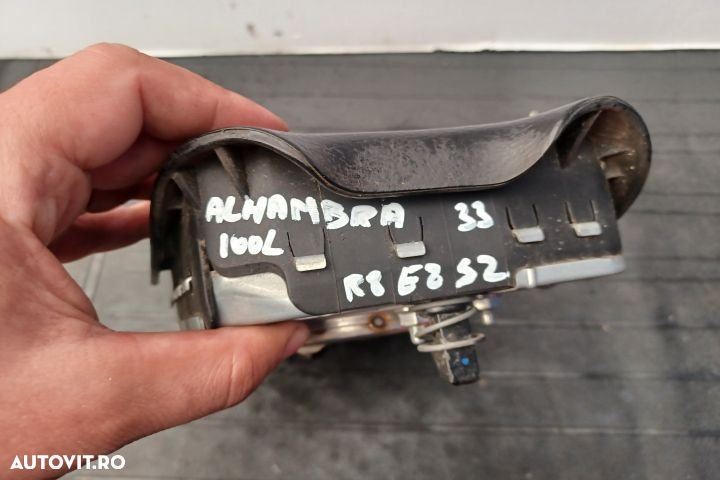 ALHAMBRA 33
100L
R8 E8 S2
AUTOVIT.RO